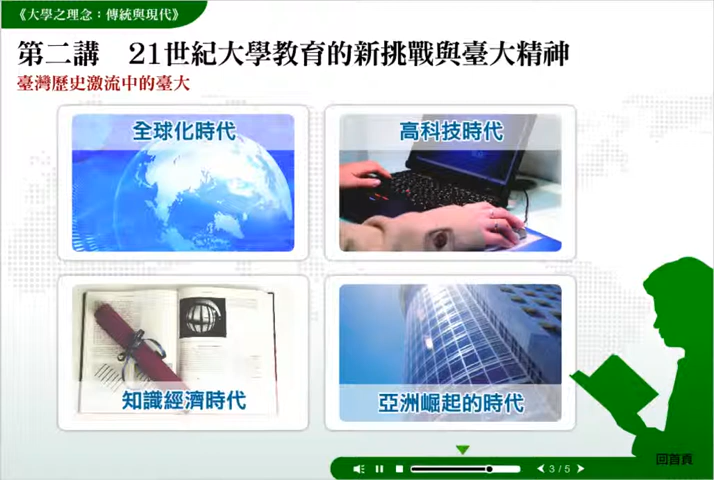 《大學之理念：傳統與現代》
第二講 21世紀大學教育的新挑戰與臺大精神
臺灣歷史激流中的臺大
全球化時代
高科技時代
知識經濟時代
亞洲崛起的時代
3/5
回首頁